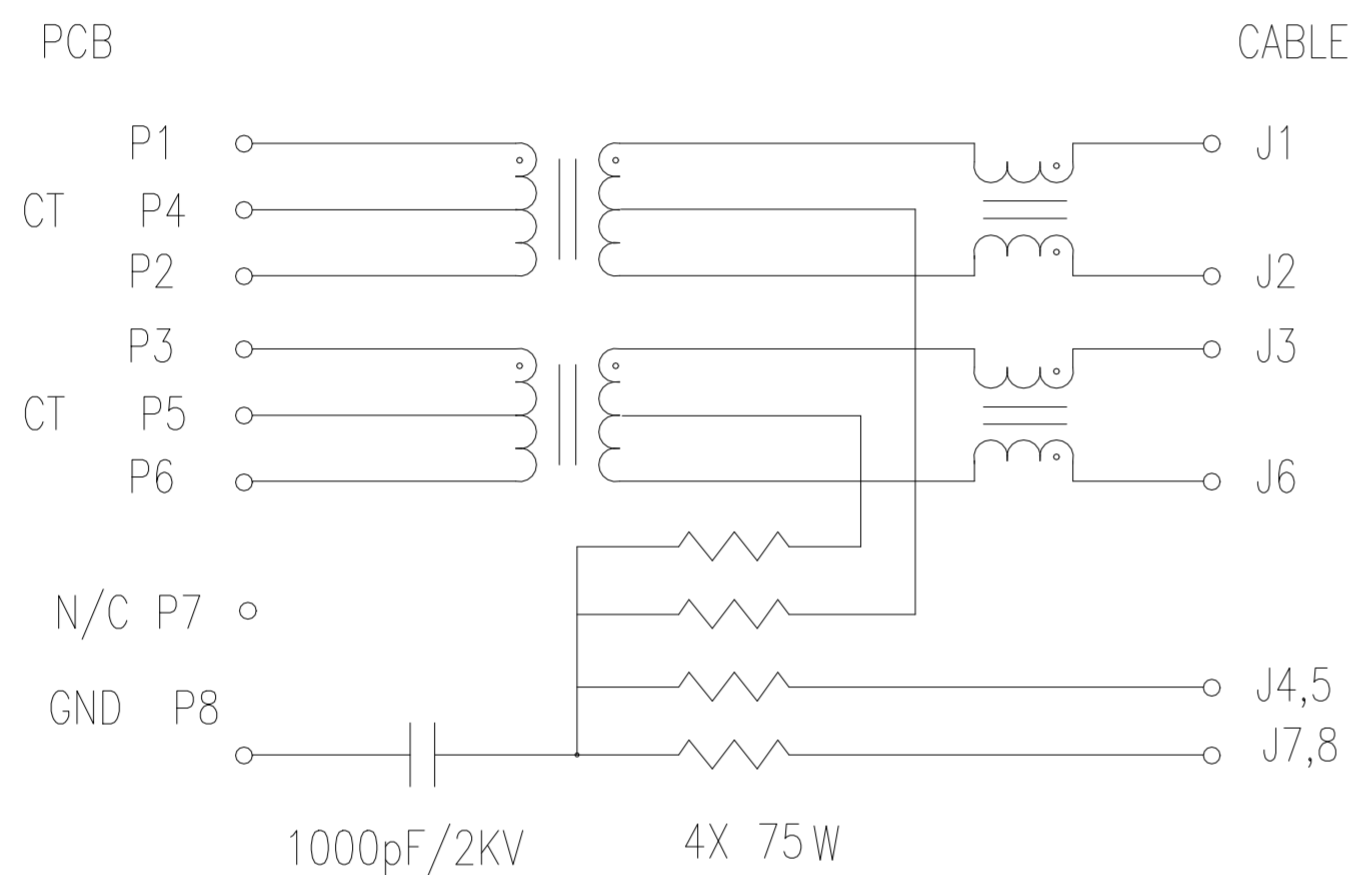 PCB CABLE
P1 J1
CT P4
P2 J2
P3 J3
CT P5
P6 J6
N/C P7
GND P8 J4,5
J7,8
1000pF/2KV 4X 75W